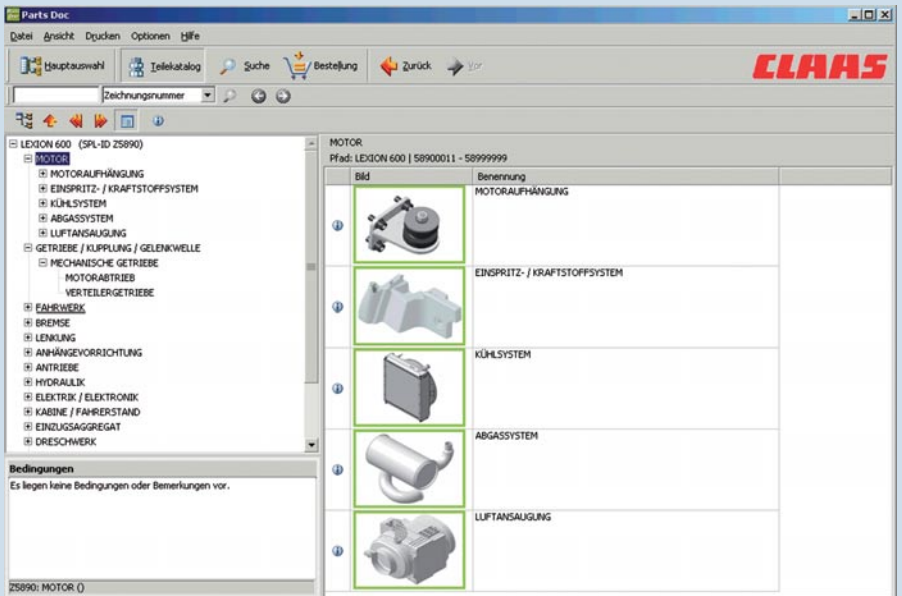 Parts Doc
Datei Ansicht Drucken Optionen Hilfe
Hauptauswahl Teilekatalog Suche Bestellung Zurück Vor
CLAAS
Zeichnungsnummer
LEXION 600 (SPL-ID Z5890)
MOTOR
MOTORAUFHÄNGUNG
EINSPRITZ- / KRAFTSTOFFSYSTEM
KÜHLSYSTEM
ABGASSYSTEM
LUFTANSAUGUNG
GETRIEBE / KUPPLUNG / GELENKWELLE
MECHANISCHE GETRIEBE
MOTORABTRIEB
VERTEILERGETRIEBE
FAHRWERK
BREMSE
LENKUNG
ANHÄNGEVORRICHTUNG
ANTRIEBE
HYDRAULIK
ELEKTRIK / ELEKTRONIK
KABINE / FAHRERSTAND
EINZUGSAGGREGAT
DRESCHWERK
Bedingungen
Es liegen keine Bedingungen oder Bemerkungen vor.
Z5890: MOTOR ()
MOTOR
Pfad: LEXION 600 | 58900011 - 58999999
Bild Benennung
MOTORAUFHÄNGUNG
EINSPRITZ- / KRAFTSTOFFSYSTEM
KÜHLSYSTEM
ABGASSYSTEM
LUFTANSAUGUNG